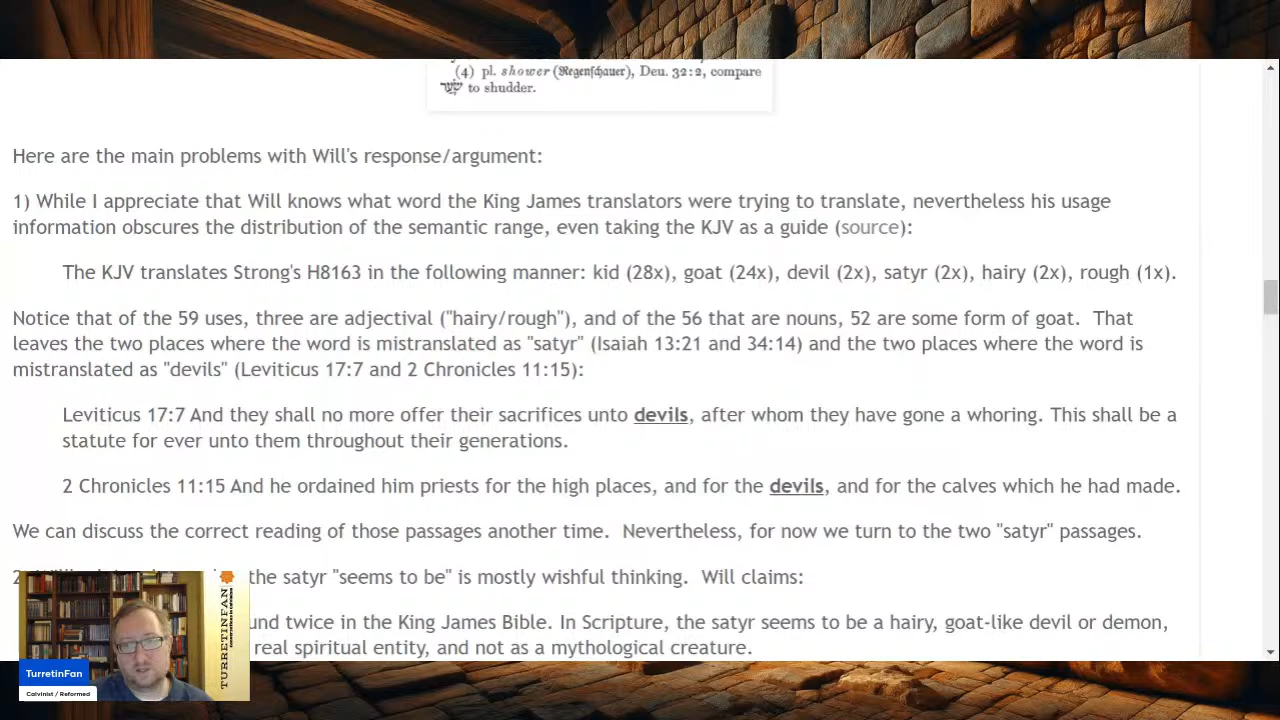 (4) pl. shower (Regenschauer), Deu. 32:2, compare
to shudder.
Here are the main problems with Will's response/argument:
1) While I appreciate that Will knows what word the King James translators were trying to translate, nevertheless his usage
information obscures the distribution of the semantic range, even taking the KJV as a guide (source):
The KJV translates Strong's H8163 in the following manner: kid (28x), goat (24x), devil (2x), satyr (2x), hairy (2x), rough (1x).
Notice that of the 59 uses, three are adjectival ("hairy/rough"), and of the 56 that are nouns, 52 are some form of goat.  That
leaves the two places where the word is mistranslated as "satyr" (Isaiah 13:21 and 34:14) and the two places where the word is
mistranslated as "devils" (Leviticus 17:7 and 2 Chronicles 11:15):
Leviticus 17:7 And they shall no more offer their sacrifices unto devils, after whom they have gone a whoring. This shall be a
statute for ever unto them throughout their generations.
2 Chronicles 11:15 And he ordained him priests for the high places, and for the devils, and for the calves which he had made.
We can discuss the correct reading of those passages another time.  Nevertheless, for now we turn to the two "satyr" passages.
the satyr "seems to be" is mostly wishful thinking.  Will claims:
und twice in the King James Bible. In Scripture, the satyr seems to be a hairy, goat-like devil or demon,
real spiritual entity, and not as a mythological creature.
TURRETINFAN
TurretinFan
Calvinist / Reformed